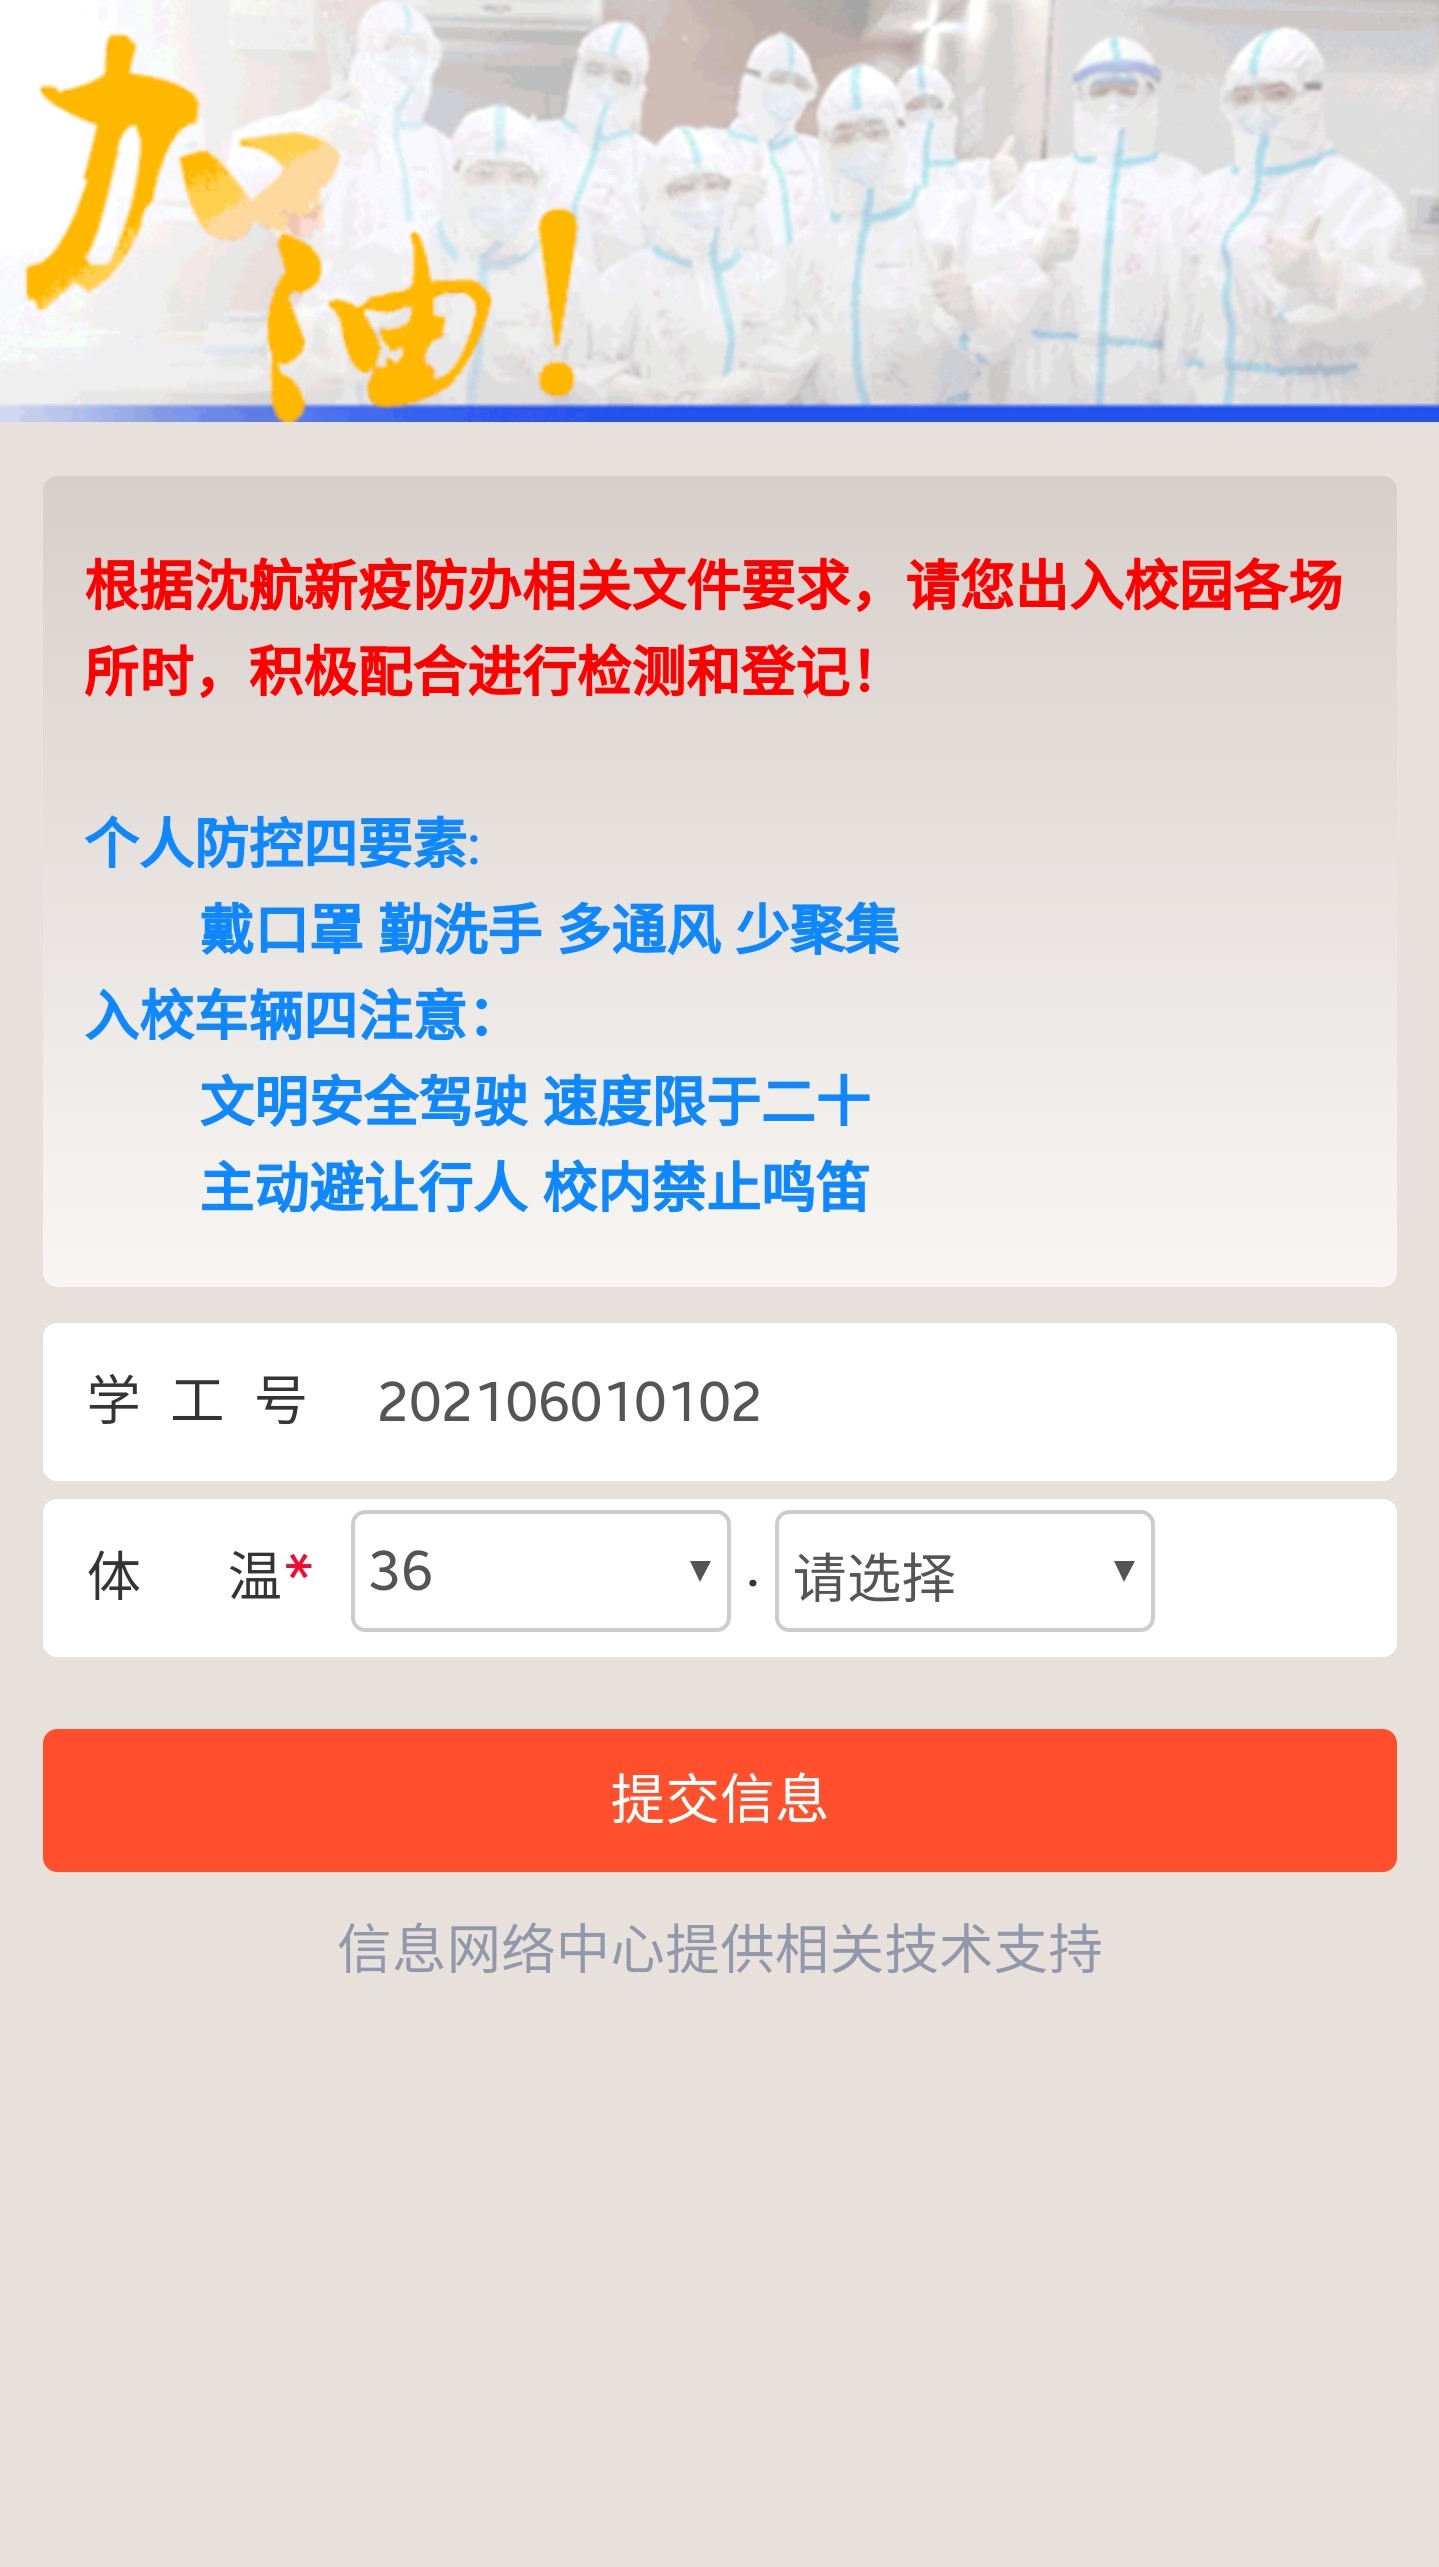 加油！
根据沈航新疫防办相关文件要求，请您出入校园各场
所时，积极配合进行检测和登记！
个人防控四要素:
戴口罩 勤洗手 多通风 少聚集
入校车辆四注意：
文明安全驾驶 速度限于二十
主动避让行人 校内禁止鸣笛
学 工 号 202106010102
体 温* 36 ▼ . 请选择 ▼
提交信息
信息网络中心提供相关技术支持